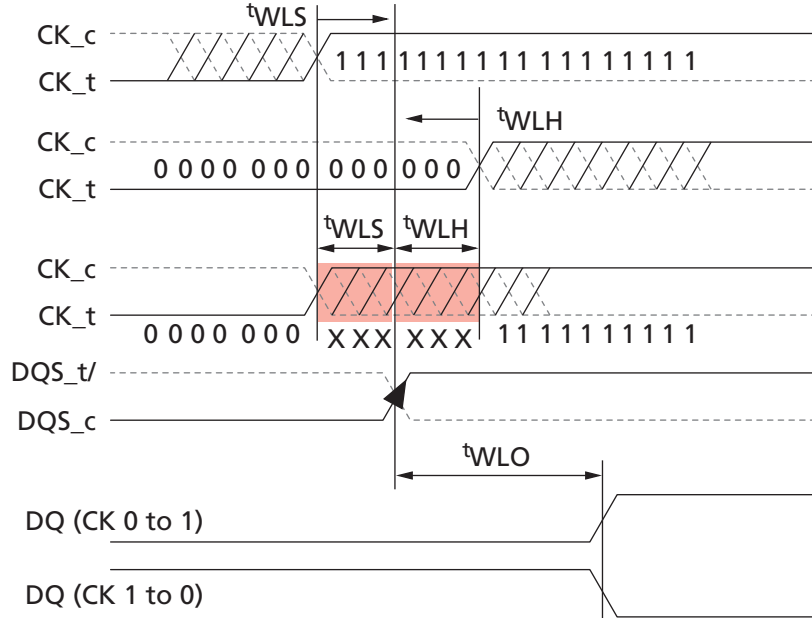 tWLS
CK_c
1 1 1 1 1 1 1 1 1 1 1 1 1 1 1 1 1
CK_t
CK_c
tWLH
0 0 0 0 0 0 0 0 0 0 0 0 0
CK_t
tWLS tWLH
CK_c
CK_t
0 0 0 0 0 0 0 X X X X X X 1 1 1 1 1 1 1 1 1 1
DQS_t/
DQS_c
tWLO
DQ (CK 0 to 1)
DQ (CK 1 to 0)